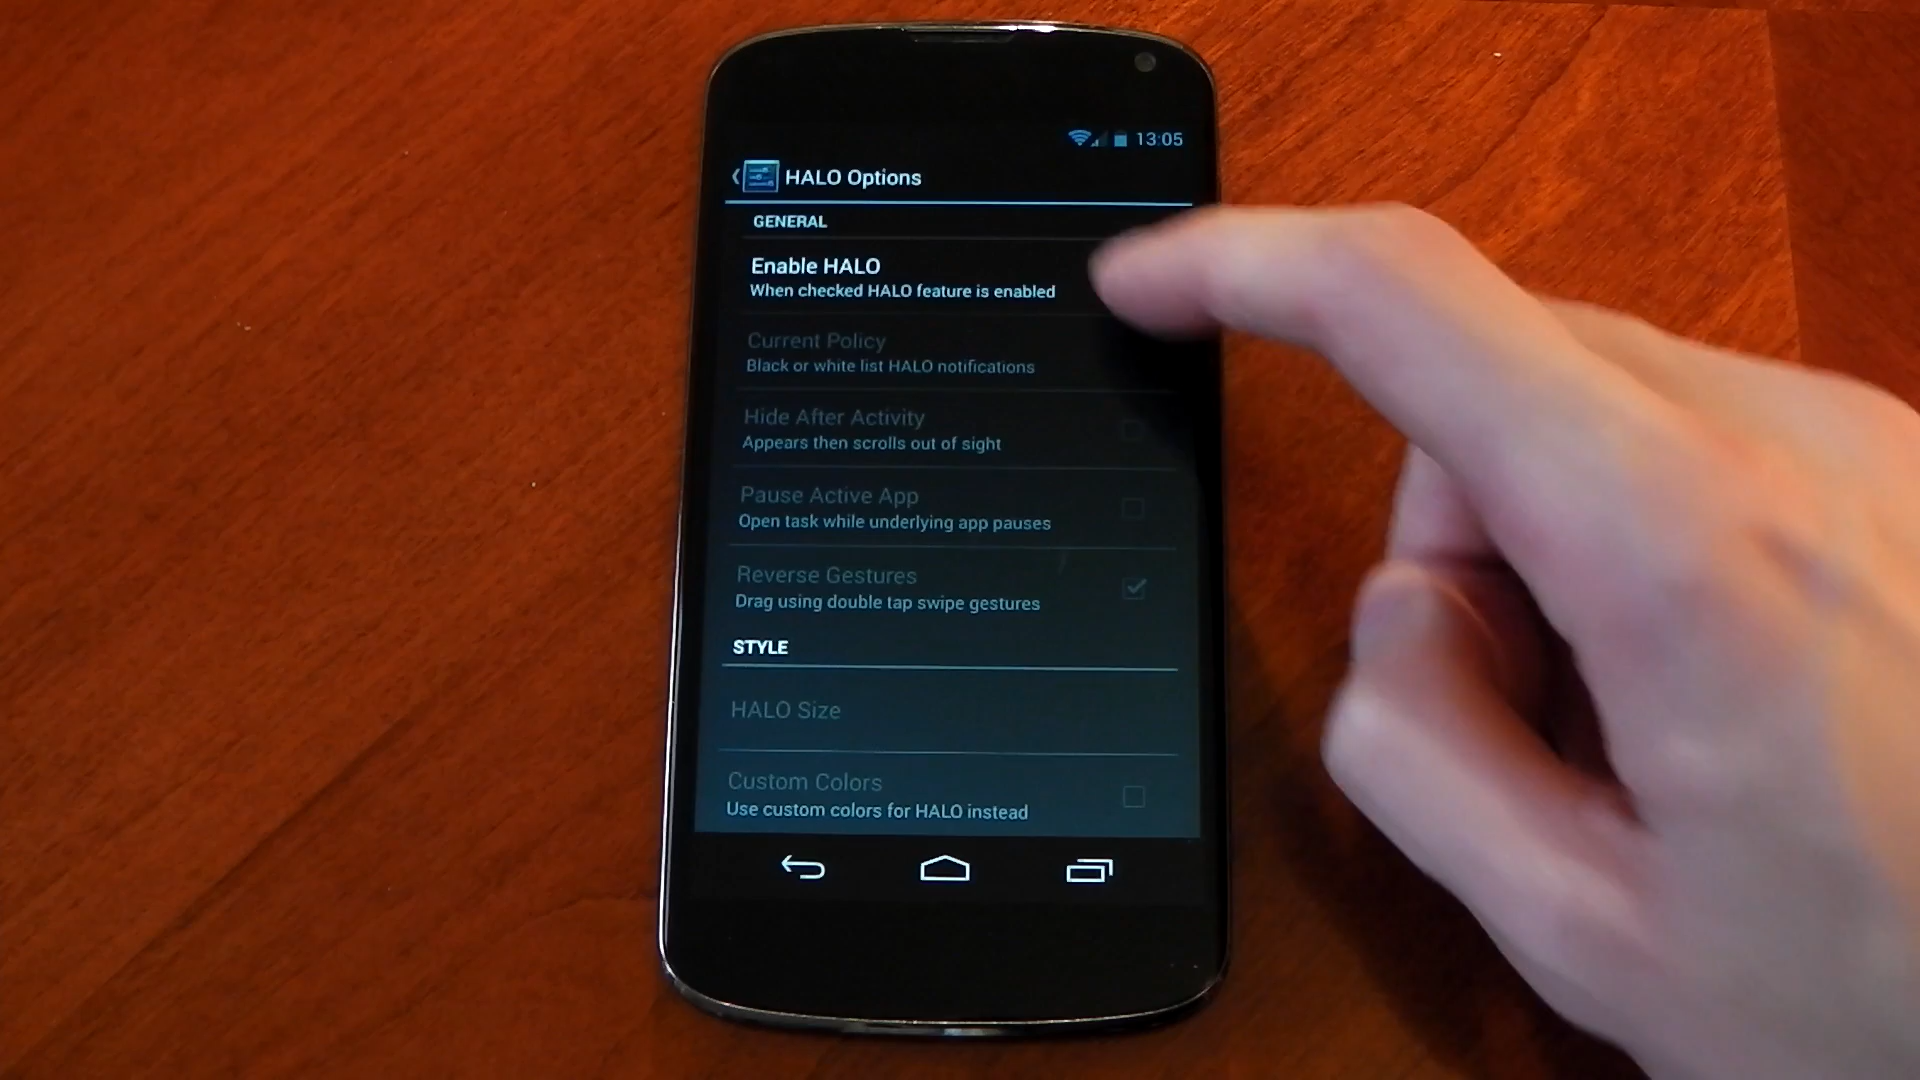 13:05
HALO Options
GENERAL
Enable HALO
When checked HALO feature is enabled
Current Policy
Black or white list HALO notifications
Hide After Activity
Appears then scrolls out of sight
Pause Active App
Open task while underlying app pauses
Reverse Gestures
Drag using double tap swipe gestures
STYLE
HALO Size
Custom Colors
Use custom colors for HALO instead